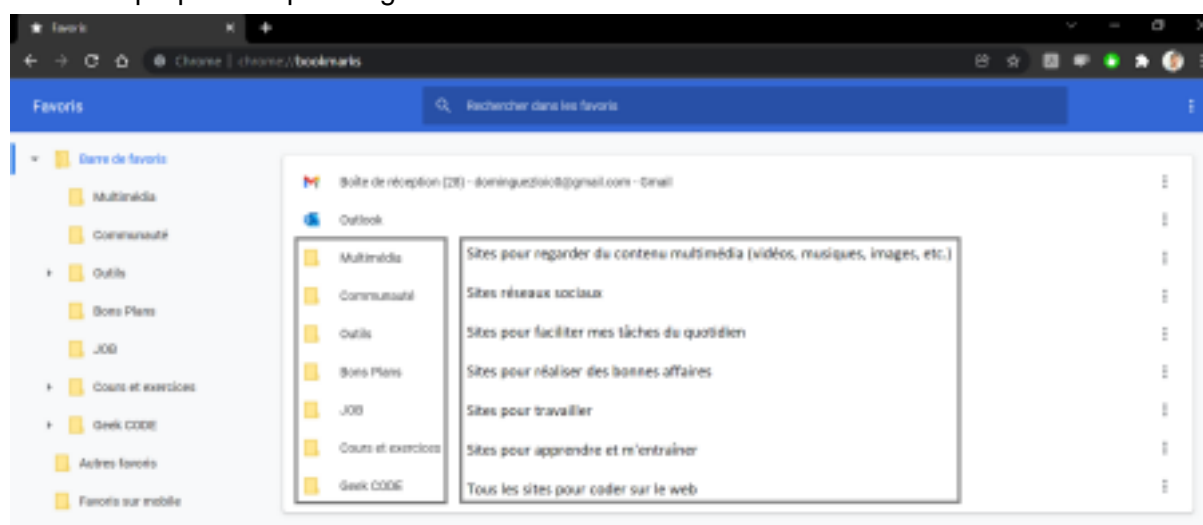 Favoris
Chrome | chrome://bookmarks
Favoris
Rechercher dans les favoris
Barre de favoris
Multimédia
Communauté
Outils
Bons Plans
JOB
Cours et exercices
Geek CODE
Autres favoris
Favoris sur mobile
Boîte de réception (28) - - Gmail
Outlook
Multimédia Sites pour regarder du contenu multimédia (vidéos, musiques, images, etc.)
Communauté Sites réseaux sociaux
Outils Sites pour faciliter mes tâches du quotidien
Bons Plans Sites pour réaliser des bonnes affaires
JOB Sites pour travailler
Cours et exercices Sites pour apprendre et m'entraîner
Geek CODE Tous les sites pour coder sur le web